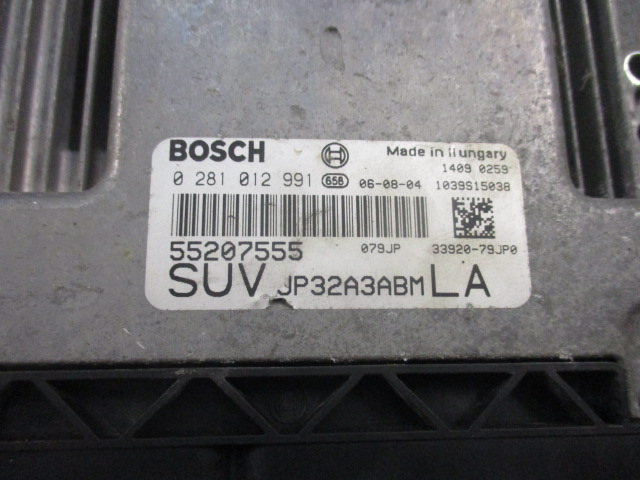 BOSCH Made in Hungary
1409 0259
0 281 012 991 658 06-08-04 1039S15038
55207555 079JP 33920-79JP0
SUV JP32A3ABM LA